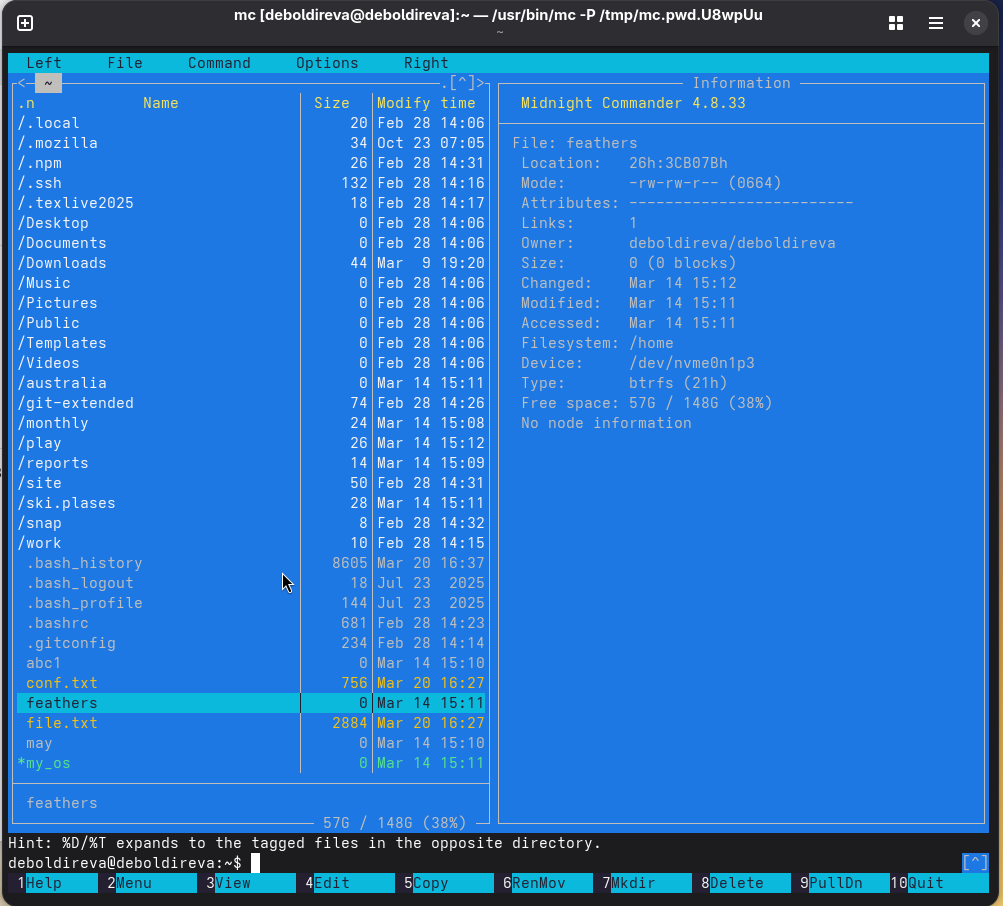 mc [deboldireva@deboldireva]:~ — /usr/bin/mc -P /tmp/mc.pwd.U8wpUu
~
Left File Command Options Right
<─ ~ .[^]>
.n Name Size Modify time
/.local 20 Feb 28 14:06
/.mozilla 34 Oct 23 07:05
/.npm 26 Feb 28 14:31
/.ssh 132 Feb 28 14:16
/.texlive2025 18 Feb 28 14:17
/Desktop 0 Feb 28 14:06
/Documents 0 Feb 28 14:06
/Downloads 44 Mar 9 19:20
/Music 0 Feb 28 14:06
/Pictures 0 Feb 28 14:06
/Public 0 Feb 28 14:06
/Templates 0 Feb 28 14:06
/Videos 0 Feb 28 14:06
/australia 0 Mar 14 15:11
/git-extended 74 Feb 28 14:26
/monthly 24 Mar 14 15:08
/play 26 Mar 14 15:12
/reports 14 Mar 14 15:09
/site 50 Feb 28 14:31
/ski.plases 28 Mar 14 15:11
/snap 8 Feb 28 14:32
/work 10 Feb 28 14:15
.bash_history 8605 Mar 20 16:37
.bash_logout 18 Jul 23 2025
.bash_profile 144 Jul 23 2025
.bashrc 681 Feb 28 14:23
.gitconfig 234 Feb 28 14:14
abc1 0 Mar 14 15:10
conf.txt 756 Mar 20 16:27
feathers 0 Mar 14 15:11
file.txt 2884 Mar 20 16:27
may 0 Mar 14 15:10
*my_os 0 Mar 14 15:11
feathers
57G / 148G (38%)
Information
Midnight Commander 4.8.33
File: feathers
Location: 26h:3CB07Bh
Mode: -rw-rw-r-- (0664)
Attributes: -------------------------
Links: 1
Owner: deboldireva/deboldireva
Size: 0 (0 blocks)
Changed: Mar 14 15:12
Modified: Mar 14 15:11
Accessed: Mar 14 15:11
Filesystem: /home
Device: /dev/nvme0n1p3
Type: btrfs (21h)
Free space: 57G / 148G (38%)
No node information
Hint: %D/%T expands to the tagged files in the opposite directory.
deboldireva@deboldireva:~$ [^]
1Help 2Menu 3View 4Edit 5Copy 6RenMov 7Mkdir 8Delete 9PullDn 10Quit